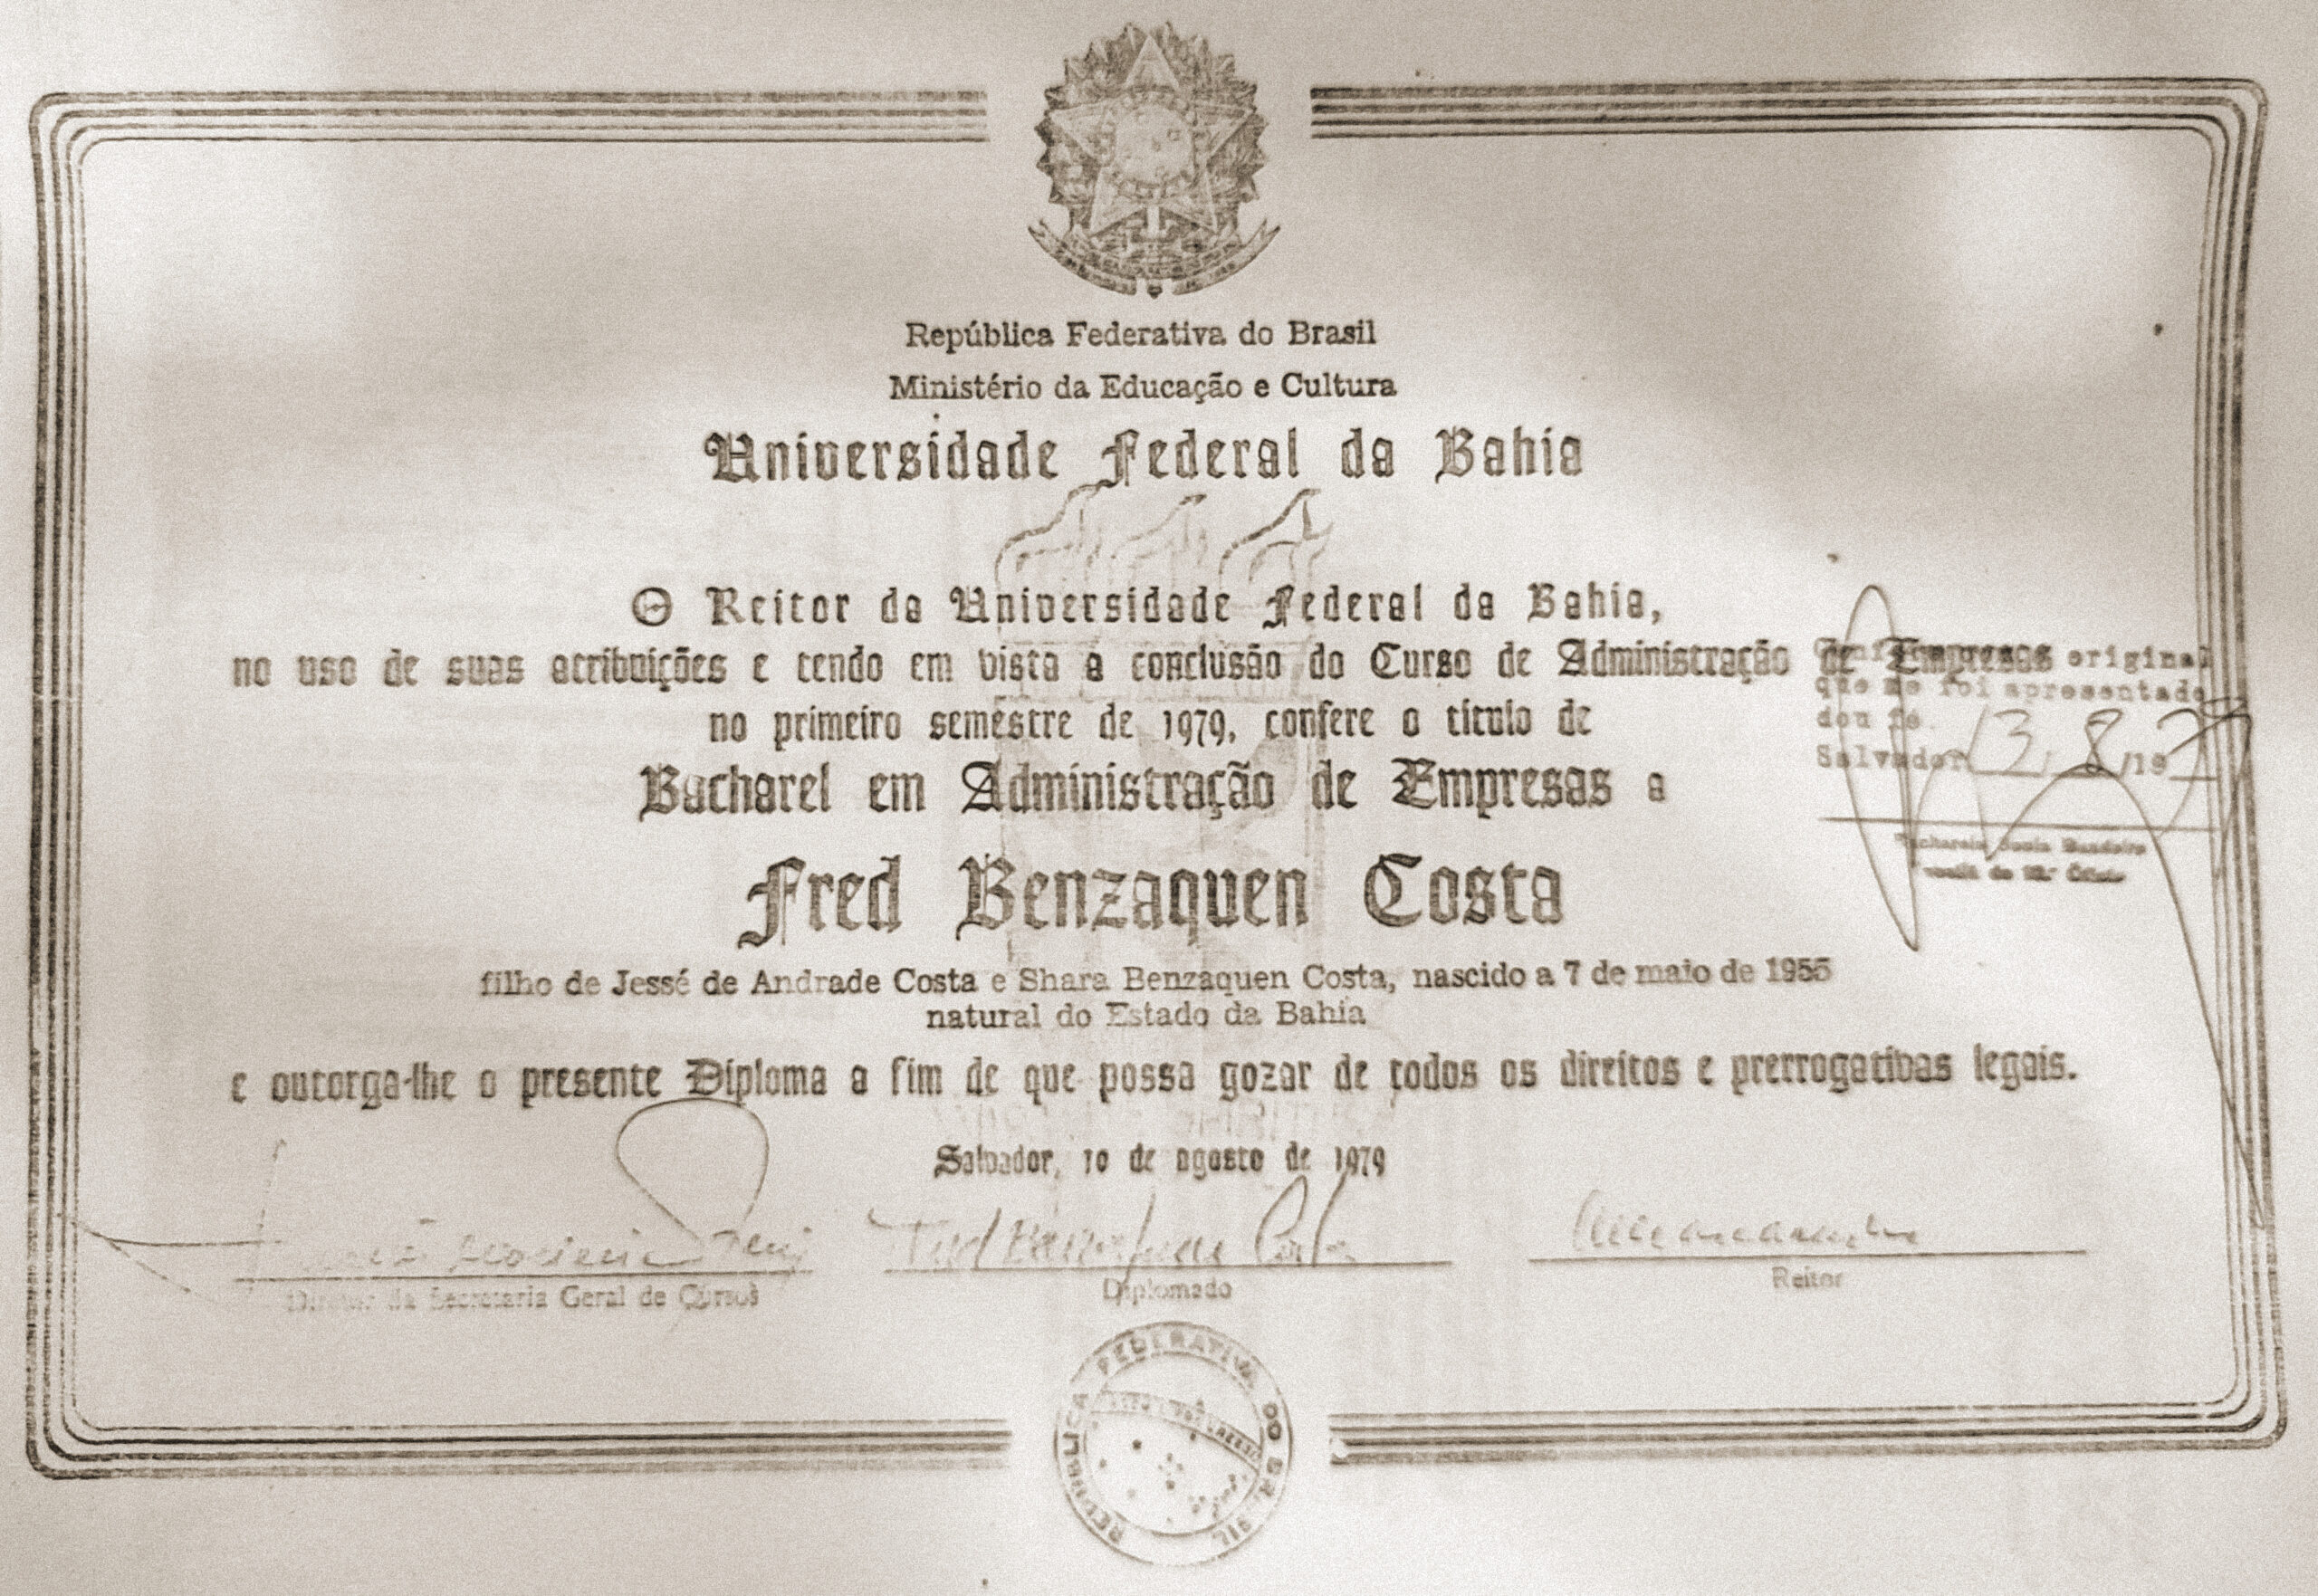 República Federativa do Brasil
Ministério da Educação e Cultura
Universidade Federal da Bahia
O Reitor da Universidade Federal da Bahia,
no uso de suas atribuições e tendo em vista a conclusão do Curso de Administração de Empresas
no primeiro semestre de 1979, confere o título de
Bacharel em Administração de Empresas a
Fred Benzaquen Costa
filho de Jessé de Andrade Costa e Shara Benzaquen Costa, nascido a 7 de maio de 1955
natural do Estado da Bahia
e outorga-lhe o presente Diploma a fim de que possa gozar de todos os direitos e prerrogativas legais.
Salvador, 10 de agosto de 1979
original
que me foi apresentado
dou fé.
Salvador 13/8/1979
Diretor da Secretaria Geral de Cursos
Diplomado
Reitor
REPÚBLICA FEDERATIVA DO BRASIL